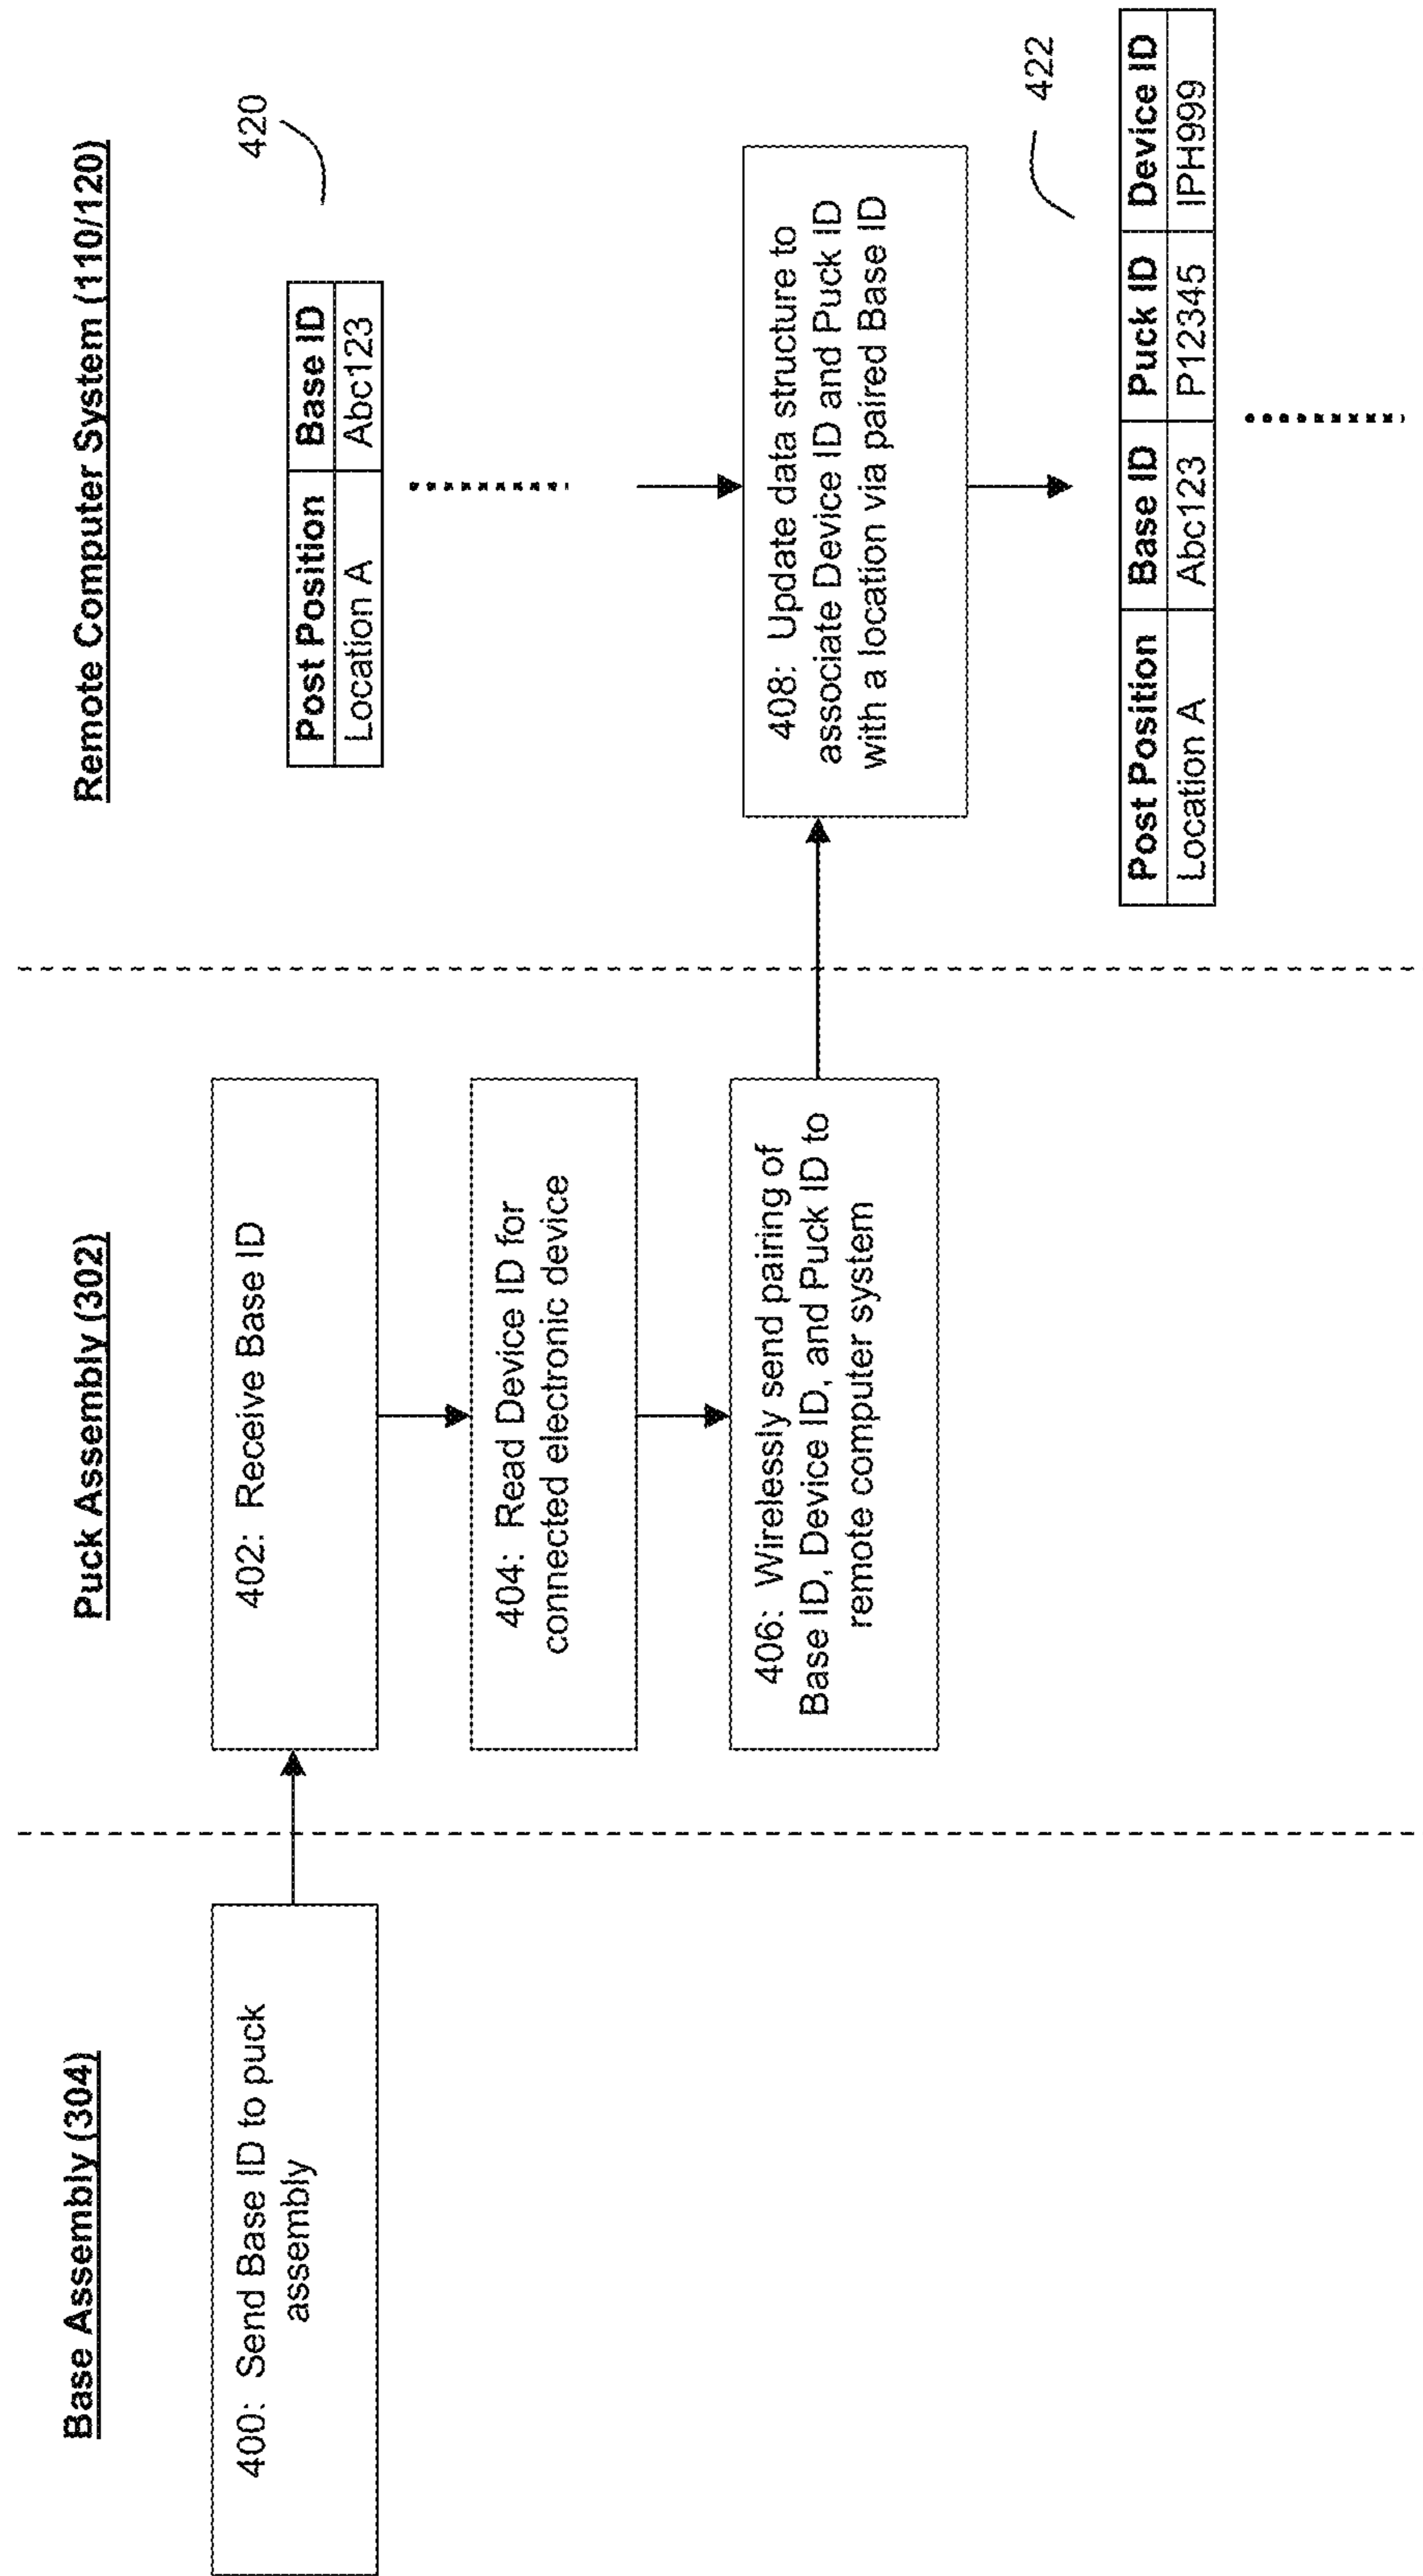 Base Assembly (304)
400:  Send Base ID to puck
assembly
Puck Assembly (302)
402:  Receive Base ID
404:  Read Device ID for
connected electronic device
406:  Wirelessly send pairing of
Base ID, Device ID, and Puck ID to
remote computer system
Remote Computer System (110/120)
420
Post Position Base ID
Location A Abc123
408:  Update data structure to
associate Device ID and Puck ID
with a location via paired Base ID
422
Post Position Base ID Puck ID Device ID
Location A Abc123 P12345 IPH999